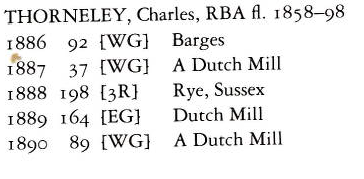 THORNELEY, Charles, RBA fl. 1858–98
1886 92 [WG] Barges
1887 37 [WG] A Dutch Mill
1888 198 [3R] Rye, Sussex
1889 164 [EG] Dutch Mill
1890 89 [WG] A Dutch Mill